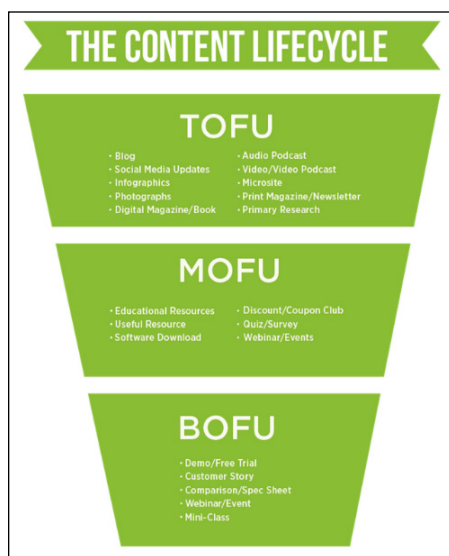 THE CONTENT LIFECYCLE
TOFU
• Blog
• Social Media Updates
• Infographics
• Photographs
• Digital Magazine/Book
• Audio Podcast
• Video/Video Podcast
• Microsite
• Print Magazine/Newsletter
• Primary Research
MOFU
• Educational Resources
• Useful Resource
• Software Download
• Discount/Coupon Club
• Quiz/Survey
• Webinar/Events
BOFU
• Demo/Free Trial
• Customer Story
• Comparison/Spec Sheet
• Webinar/Event
• Mini-Class